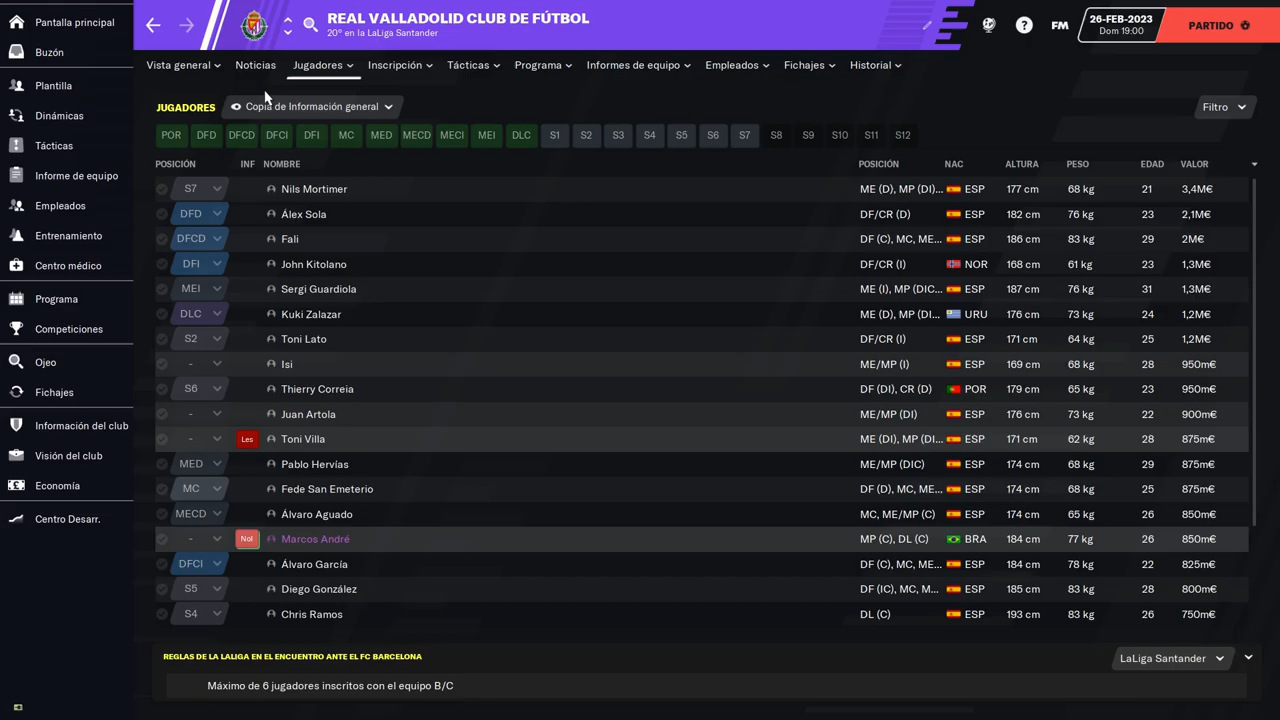 Pantalla principal
Buzón
Plantilla
Dinámicas
Tácticas
Informe de equipo
Empleados
Entrenamiento
Centro médico
Programa
Competiciones
Ojeo
Fichajes
Información del club
Visión del club
Economía
Centro Desarr.
REAL VALLADOLID CLUB DE FÚTBOL
20º en la LaLiga Santander
FM
26-FEB-2023
Dom 19:00
PARTIDO
Vista general Noticias Jugadores Inscripción Tácticas Programa Informes de equipo Empleados Fichajes Historial
JUGADORES Copia de Información general Filtro
POR DFD DFCD DFCI DFI MC MED MECD MECI MEI DLC S1 S2 S3 S4 S5 S6 S7 S8 S9 S10 S11 S12
POSICIÓN INF NOMBRE POSICIÓN NAC ALTURA PESO EDAD VALOR
S7 Nils Mortimer ME (D), MP (DI)... ESP 177 cm 68 kg 21 3,4M€
DFD Álex Sola DF/CR (D) ESP 182 cm 76 kg 23 2,1M€
DFCD Fali DF (C), MC, ME... ESP 186 cm 83 kg 29 2M€
DFI John Kitolano DF/CR (I) NOR 168 cm 61 kg 23 1,3M€
MEI Sergi Guardiola ME (I), MP (DIC... ESP 187 cm 76 kg 31 1,3M€
DLC Kuki Zalazar ME (D), MP (DI... URU 176 cm 73 kg 24 1,2M€
S2 Toni Lato DF/CR (I) ESP 171 cm 64 kg 25 1,2M€
- Isi ME/MP (I) ESP 169 cm 68 kg 28 950m€
S6 Thierry Correia DF (DI), CR (D) POR 179 cm 65 kg 23 950m€
- Juan Artola ME/MP (DI) ESP 176 cm 73 kg 22 900m€
- Les Toni Villa ME (DI), MP (DI... ESP 171 cm 62 kg 28 875m€
MED Pablo Hervías ME/MP (DIC) ESP 174 cm 68 kg 29 875m€
MC Fede San Emeterio DF (D), MC, ME... ESP 174 cm 68 kg 25 875m€
MECD Álvaro Aguado MC, ME/MP (C) ESP 174 cm 65 kg 26 850m€
- NoI Marcos André MP (C), DL (C) BRA 184 cm 77 kg 26 850m€
DFCI Álvaro García DF (C), MC, ME... ESP 184 cm 78 kg 22 825m€
S5 Diego González DF (IC), MC, M... ESP 185 cm 83 kg 28 800m€
S4 Chris Ramos DL (C) ESP 193 cm 83 kg 26 750m€
REGLAS DE LA LALIGA EN EL ENCUENTRO ANTE EL FC BARCELONA
LaLiga Santander
Máximo de 6 jugadores inscritos con el equipo B/C